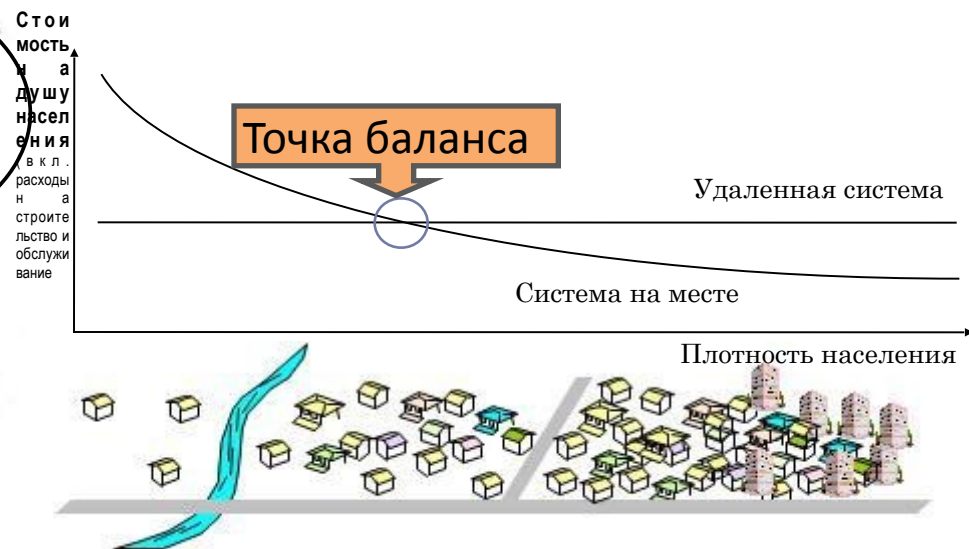 Стои
мость
н а
душу
насел
ения
(вкл.
расходы
н а
строите
льство и
обслужи
вание
Точка баланса
Удаленная система
Система на месте
Плотность населения